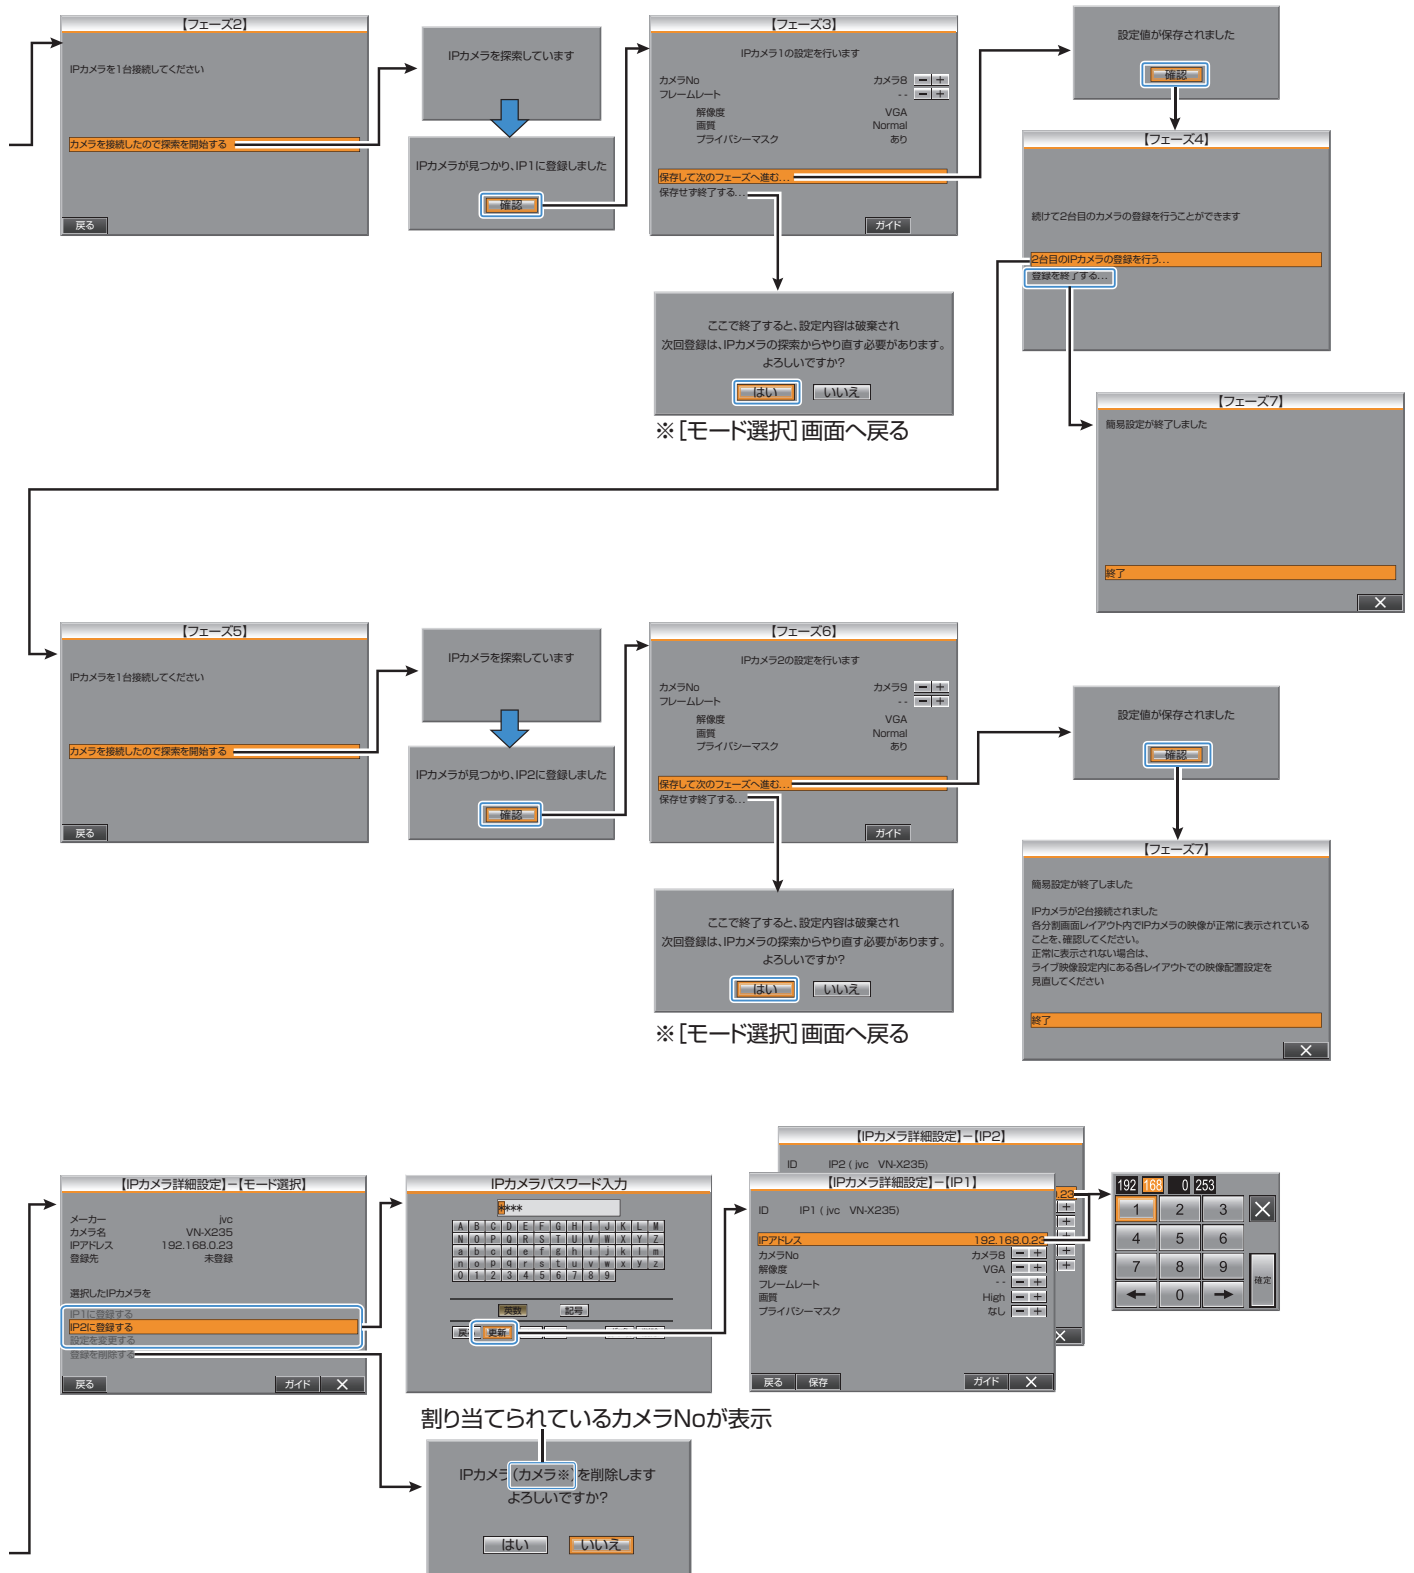 【フェーズ2】
IPカメラを1台接続してください
カメラを接続したので探索を開始する
戻る
IPカメラを探索しています
IPカメラが見つかり、IP1に登録しました
確認
【フェーズ3】
IPカメラ1の設定を行います
カメラNo カメラ8 − +
フレームレート -- − +
解像度 VGA
画質 Normal
プライバシーマスク あり
保存して次のフェーズへ進む...
保存せず終了する...
ガイド
ここで終了すると、設定内容は破棄され
次回登録は、IPカメラの探索からやり直す必要があります。
よろしいですか?
はい いいえ
※[モード選択]画面へ戻る
設定値が保存されました
確認
【フェーズ4】
続けて2台目のカメラの登録を行うことができます
2台目のIPカメラの登録を行う...
登録を終了する...
【フェーズ7】
簡易設定が終了しました
終了
×
【フェーズ5】
IPカメラを1台接続してください
カメラを接続したので探索を開始する
戻る
IPカメラを探索しています
IPカメラが見つかり、IP2に登録しました
確認
【フェーズ6】
IPカメラ2の設定を行います
カメラNo カメラ9 − +
フレームレート -- − +
解像度 VGA
画質 Normal
プライバシーマスク あり
保存して次のフェーズへ進む...
保存せず終了する...
ガイド
ここで終了すると、設定内容は破棄され
次回登録は、IPカメラの探索からやり直す必要があります。
よろしいですか?
はい いいえ
※[モード選択]画面へ戻る
設定値が保存されました
確認
【フェーズ7】
簡易設定が終了しました
IPカメラが2台接続されました
各分割画面レイアウト内でIPカメラの映像が正常に表示されている
ことを、確認してください。
正常に表示されない場合は、
ライブ映像設定内にある各レイアウトでの映像配置設定を
見直してください
終了
×
【IPカメラ詳細設定】−【モード選択】
メーカー jvc
カメラ名 VN-X235
IPアドレス 192.168.0.23
登録先 未登録
選択したIPカメラを
IP1に登録する
IP2に登録する
設定を変更する
登録を削除する
戻る ガイド ×
IPカメラパスワード入力
****
A B C D E F G H I J K L M
N O P Q R S T U V W X Y Z
a b c d e f g h i j k l m
n o p q r s t u v w x y z
0 1 2 3 4 5 6 7 8 9
英数 記号
更新
【IPカメラ詳細設定】−【IP2】
ID IP2 ( jvc VN-X235)
【IPカメラ詳細設定】−【IP1】
ID IP1 ( jvc VN-X235)
IPアドレス 192.168.0.23
カメラNo カメラ8 − +
解像度 VGA − +
フレームレート -- − +
画質 High − +
プライバシーマスク なし − +
戻る 保存 ガイド ×
192 168 0 253
1 2 3 ×
4 5 6
7 8 9 確定
← 0 →
割り当てられているカメラNoが表示
IPカメラ(カメラ※)を削除します
よろしいですか?
はい いいえ